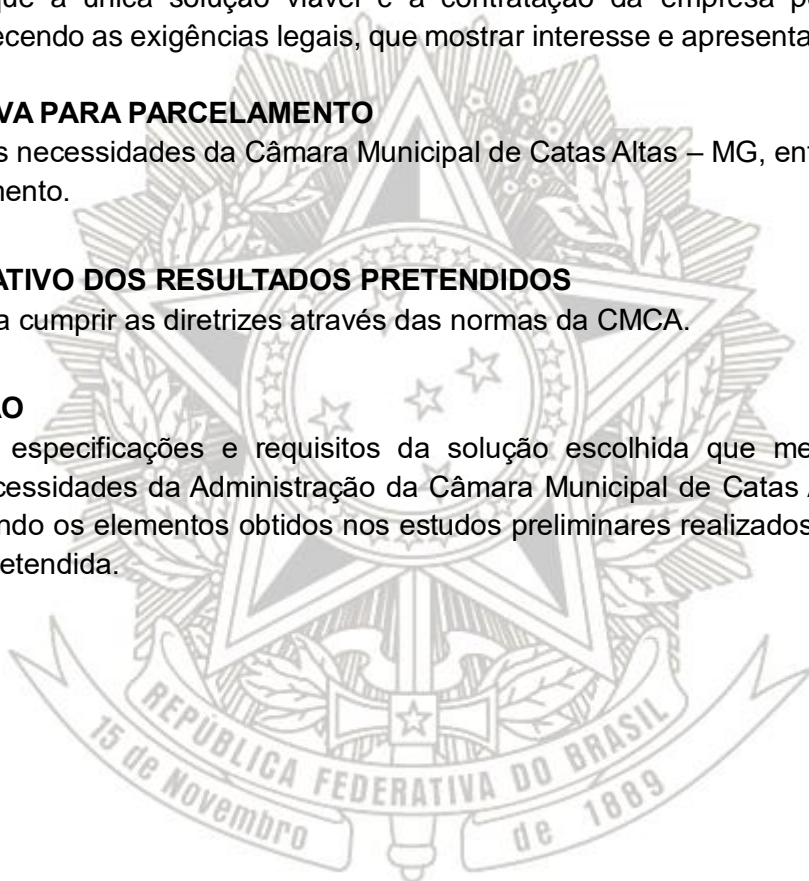 que a única solução viável é a contratação da empresa
ecendo as exigências legais, que mostrar interesse e apresenta
VA PARA PARCELAMENTO
s necessidades da Câmara Municipal de Catas Altas – MG,
mento.
ATIVO DOS RESULTADOS PRETENDIDOS
a cumprir as diretrizes através das normas da CMCA.
ÃO
especificações e requisitos da solução escolhida que
cessidades da Administração da Câmara Municipal de Catas
ndo os elementos obtidos nos estudos preliminares realizados
etendida.
REPÚBLICA FEDERATIVA DO BRASIL
15 de Novembro de 1889